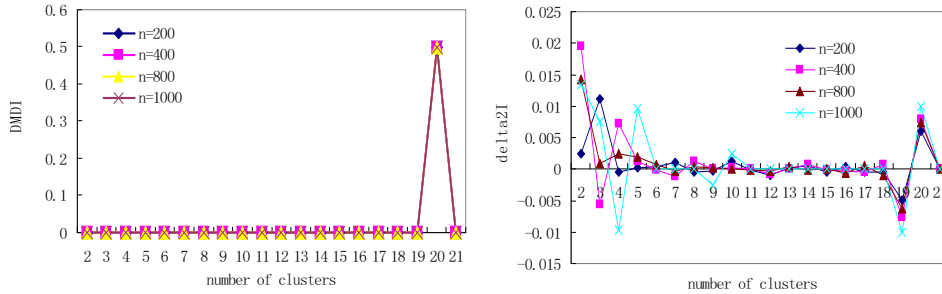 0.6
0.5
0.4
0.3
0.2
0.1
0
DMDI
n=200
n=400
n=800
n=1000
2 3 4 5 6 7 8 9 10 11 12 13 14 15 16 17 18 19 20 21
number of clusters
0.025
0.02
0.015
0.01
0.005
0
-0.005
-0.01
-0.015
delta2I
n=200
n=400
n=800
n=1000
2 3 4 5 6 7 8 9 10 11 12 13 14 15 16 17 18 19 20 21
number of clusters